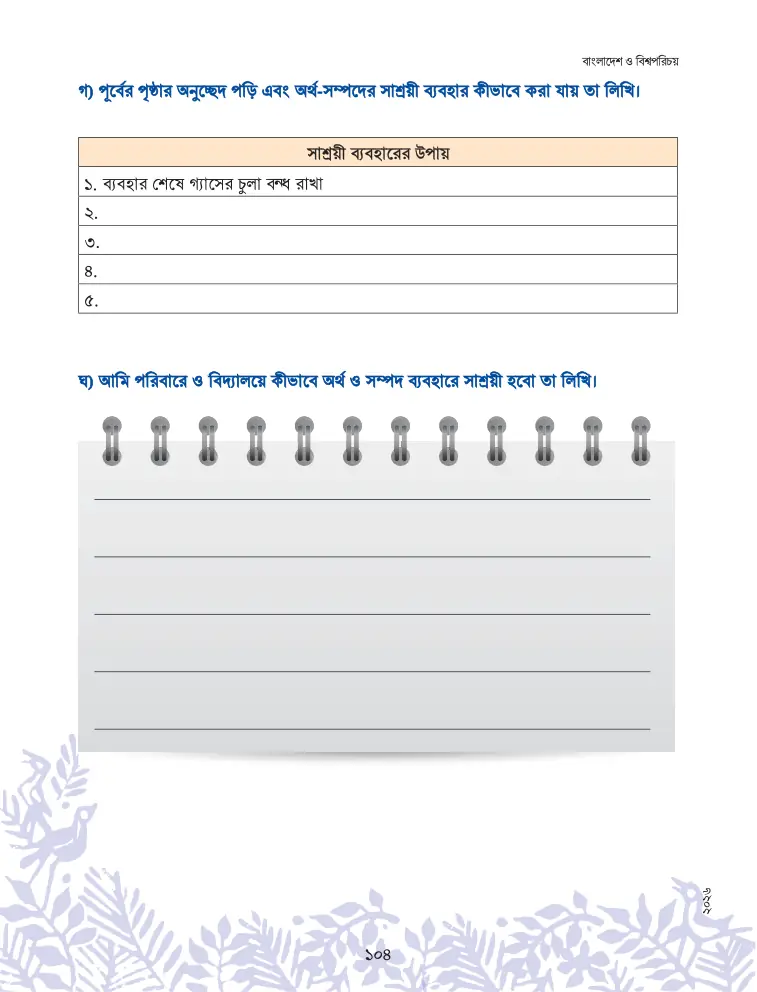 বাংলাদেশ ও বিশ্বপরিচয়
গ) পূর্বের পৃষ্ঠার অনুচ্ছেদ পড়ি এবং অর্থ-সম্পদের সাশ্রয়ী ব্যবহার কীভাবে করা যায় তা লিখি।
সাশ্রয়ী ব্যবহারের উপায়
১. ব্যবহার শেষে গ্যাসের চুলা বন্ধ রাখা
২.
৩.
৪.
৫.
ঘ) আমি পরিবারে ও বিদ্যালয়ে কীভাবে অর্থ ও সম্পদ ব্যবহারে সাশ্রয়ী হবো তা লিখি।
২০২৬
১০৪